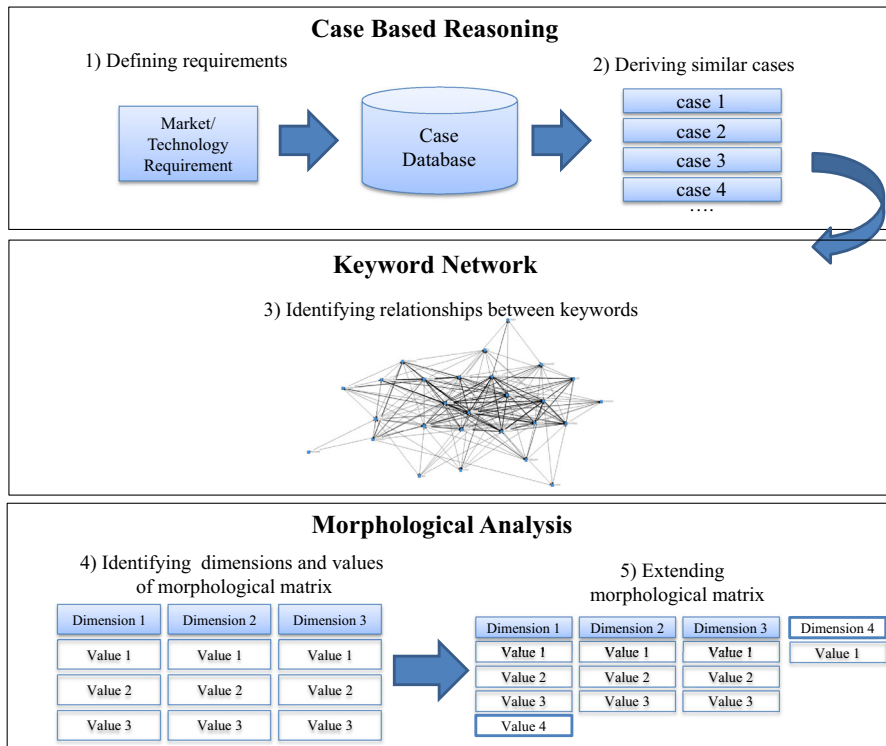 Case Based Reasoning
1) Defining requirements
2) Deriving similar cases
Market/
Technology
Requirement
Case
Database
case 1
case 2
case 3
case 4
....
Keyword Network
3) Identifying relationships between keywords
Morphological Analysis
4) Identifying dimensions and values
of morphological matrix
5) Extending
morphological matrix
Dimension 1
Dimension 2
Dimension 3
Value 1
Value 1
Value 1
Value 2
Value 2
Value 2
Value 3
Value 3
Value 3
Dimension 1
Dimension 2
Dimension 3
Dimension 4
Value 1
Value 1
Value 1
Value 1
Value 2
Value 2
Value 2
Value 3
Value 3
Value 3
Value 4